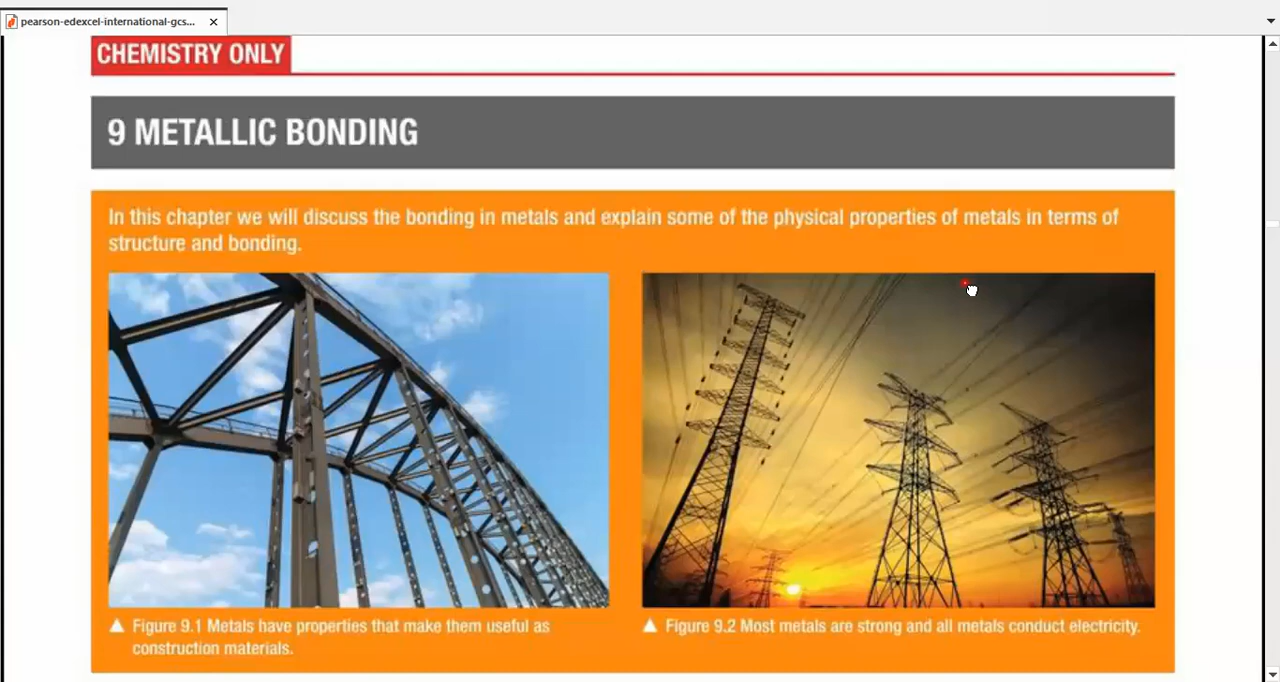 pearson-edexcel-international-gcs...
CHEMISTRY ONLY
9 METALLIC BONDING
In this chapter we will discuss the bonding in metals and explain some of the physical properties of metals in terms of
structure and bonding.
Figure 9.1 Metals have properties that make them useful as
construction materials.
Figure 9.2 Most metals are strong and all metals conduct electricity.